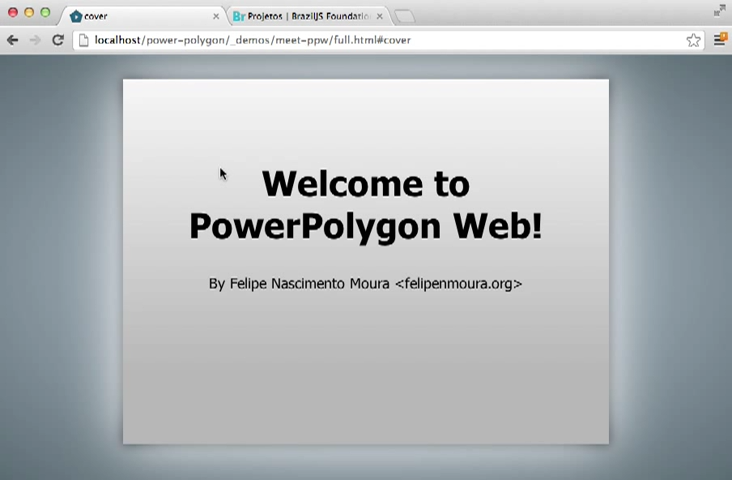 cover
Projetos | BrazilJS Foundatio
localhost/power-polygon/_demos/meet-ppw/full.html#cover
Welcome to
PowerPolygon Web!
By Felipe Nascimento Moura <felipenmoura.org>